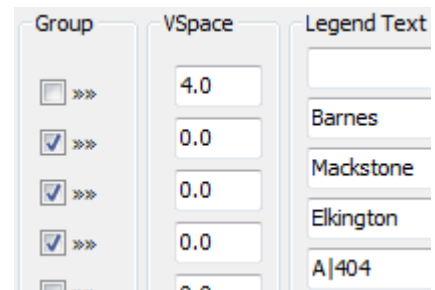 Group VSpace Legend Text
»» 4.0
»» 0.0 Barnes
»» 0.0 Mackstone
»» 0.0 Elkington
A|404